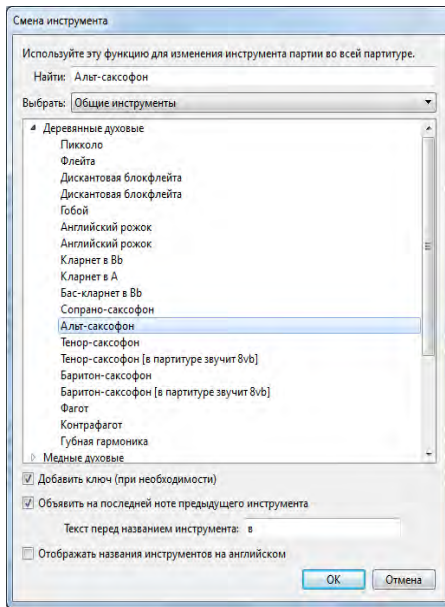 Смена инструмента
Используйте эту функцию для изменения инструмента партии во всей партитуре.
Найти: Альт-саксофон
Выбрать: Общие инструменты
Деревянные духовые
Пикколо
Флейта
Дискантовая блокфлейта
Дискантовая блокфлейта
Гобой
Английский рожок
Английский рожок
Кларнет в Bb
Кларнет в A
Бас-кларнет в Bb
Сопрано-саксофон
Альт-саксофон
Тенор-саксофон
Тенор-саксофон [в партитуре звучит 8vb]
Баритон-саксофон
Баритон-саксофон [в партитуре звучит 8vb]
Фагот
Контрафагот
Губная гармоника
Медные духовые
Добавить ключ (при необходимости)
Объявить на последней ноте предыдущего инструмента
Текст перед названием инструмента: в
Отображать названия инструментов на английском
OK Отмена